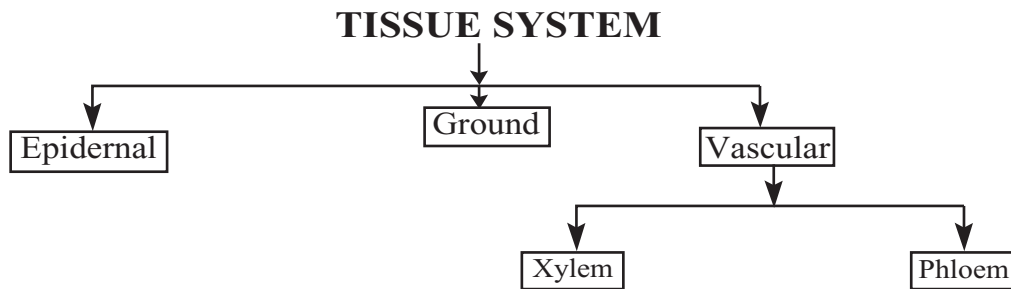 TISSUE SYSTEM
Epidernal
Ground
Vascular
Xylem
Phloem